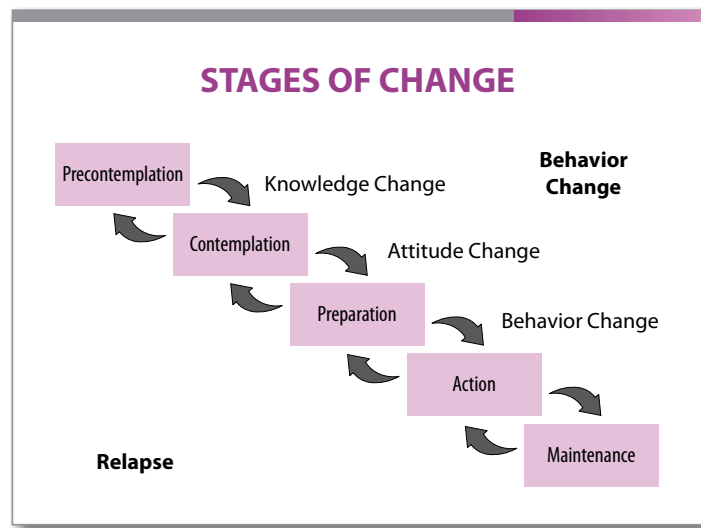 STAGES OF CHANGE
Behavior
Change
Precontemplation
Knowledge Change
Contemplation
Attitude Change
Preparation
Behavior Change
Action
Maintenance
Relapse